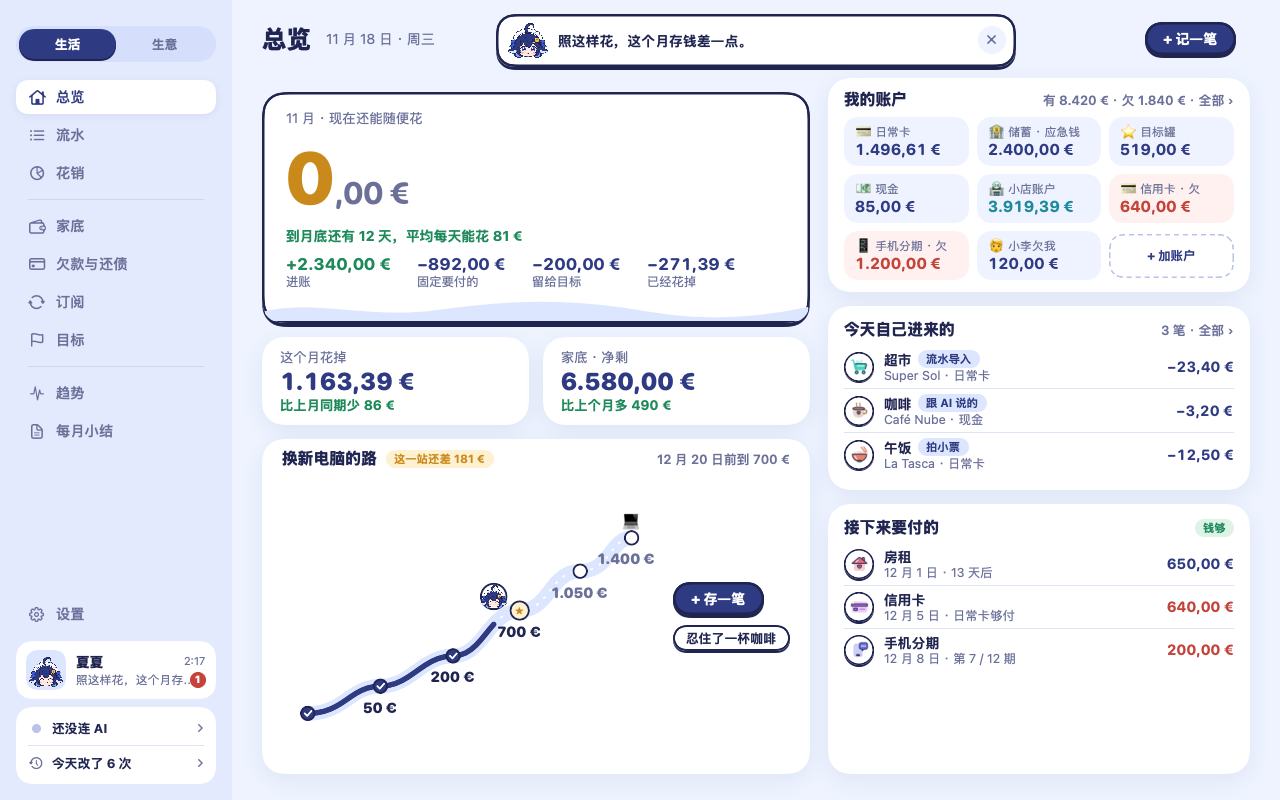 生活
生意
总览
流水
花销
家底
欠款与还债
订阅
目标
趋势
每月小结
设置
夏夏
2:17
照这样花，这个月存..
1
还没连 AI
今天改了 6 次
总览
11 月 18 日 · 周三
照这样花，这个月存钱差一点。
+ 记一笔
11 月 · 现在还能随便花
0,00 €
到月底还有 12 天，平均每天能花 81 €
+2.340,00 €
进账
−892,00 €
固定要付的
−200,00 €
留给目标
−271,39 €
已经花掉
这个月花掉
1.163,39 €
比上月同期少 86 €
家底 · 净剩
6.580,00 €
比上个月多 490 €
换新电脑的路
这一站还差 181 €
12 月 20 日前到 700 €
1.400 €
1.050 €
700 €
200 €
50 €
+ 存一笔
忍住了一杯咖啡
我的账户
有 8.420 € · 欠 1.840 € · 全部 ›
日常卡
1.496,61 €
储蓄 · 应急钱
2.400,00 €
目标罐
519,00 €
现金
85,00 €
小店账户
3.919,39 €
信用卡 · 欠
640,00 €
手机分期 · 欠
1.200,00 €
小李欠我
120,00 €
+ 加账户
今天自己进来的
3 笔 · 全部 ›
超市 流水导入
Super Sol · 日常卡
−23,40 €
咖啡 跟 AI 说的
Café Nube · 现金
−3,20 €
午饭 拍小票
La Tasca · 日常卡
−12,50 €
接下来要付的
钱够
房租
12 月 1 日 · 13 天后
650,00 €
信用卡
12 月 5 日 · 日常卡够付
640,00 €
手机分期
12 月 8 日 · 第 7 / 12 期
200,00 €